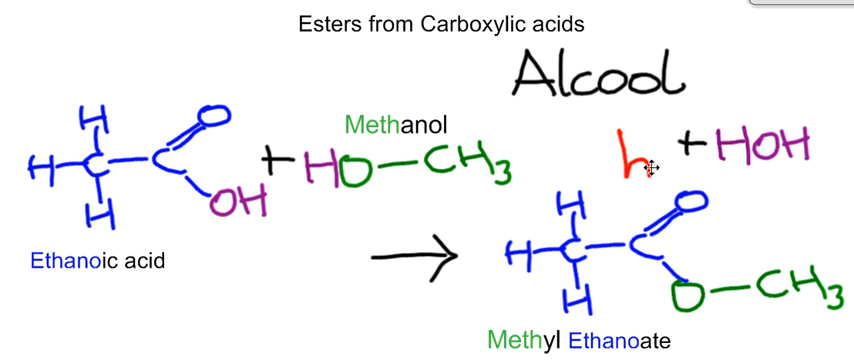 Esters from Carboxylic acids
Alcool
Methanol
H
O
H
C
C
+
HO
CH3
H
OH
Ethanoic acid
h
+
HOH
H
O
H
C
C
H
O
CH3
Methyl Ethanoate